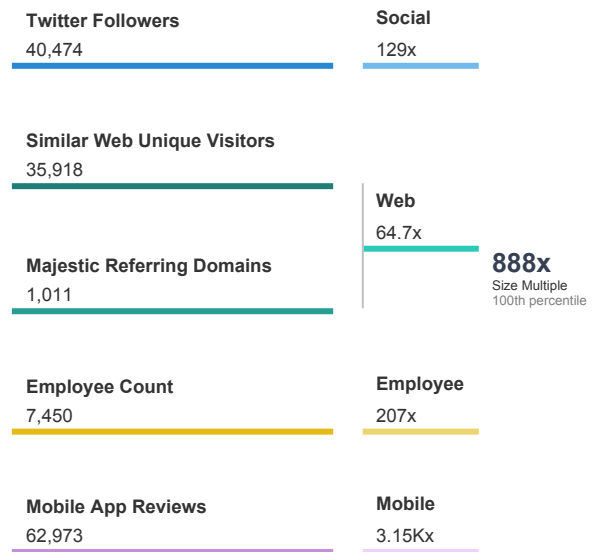 Twitter Followers
40,474
Social
129x
Similar Web Unique Visitors
35,918
Majestic Referring Domains
1,011
Web
64.7x
888x
Size Multiple
100th percentile
Employee Count
7,450
Employee
207x
Mobile App Reviews
62,973
Mobile
3.15Kx